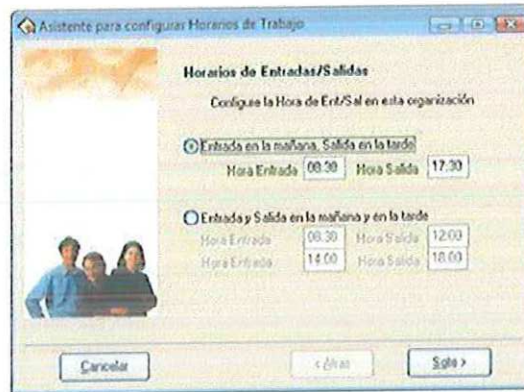 Asistente para configurar Horarios de Trabajo
Horarios de Entradas/Salidas
Configure la Hora de Ent/Sal en esta organización
Entrada en la mañana, Salida en la tarde
Hora Entrada 08:30 Hora Salida 17:30
Entrada y Salida en la mañana y en la tarde
Hora Entrada 08:30 Hora Salida 12:00
Hora Entrada 14:00 Hora Salida 18:00
Cancelar < Atras >